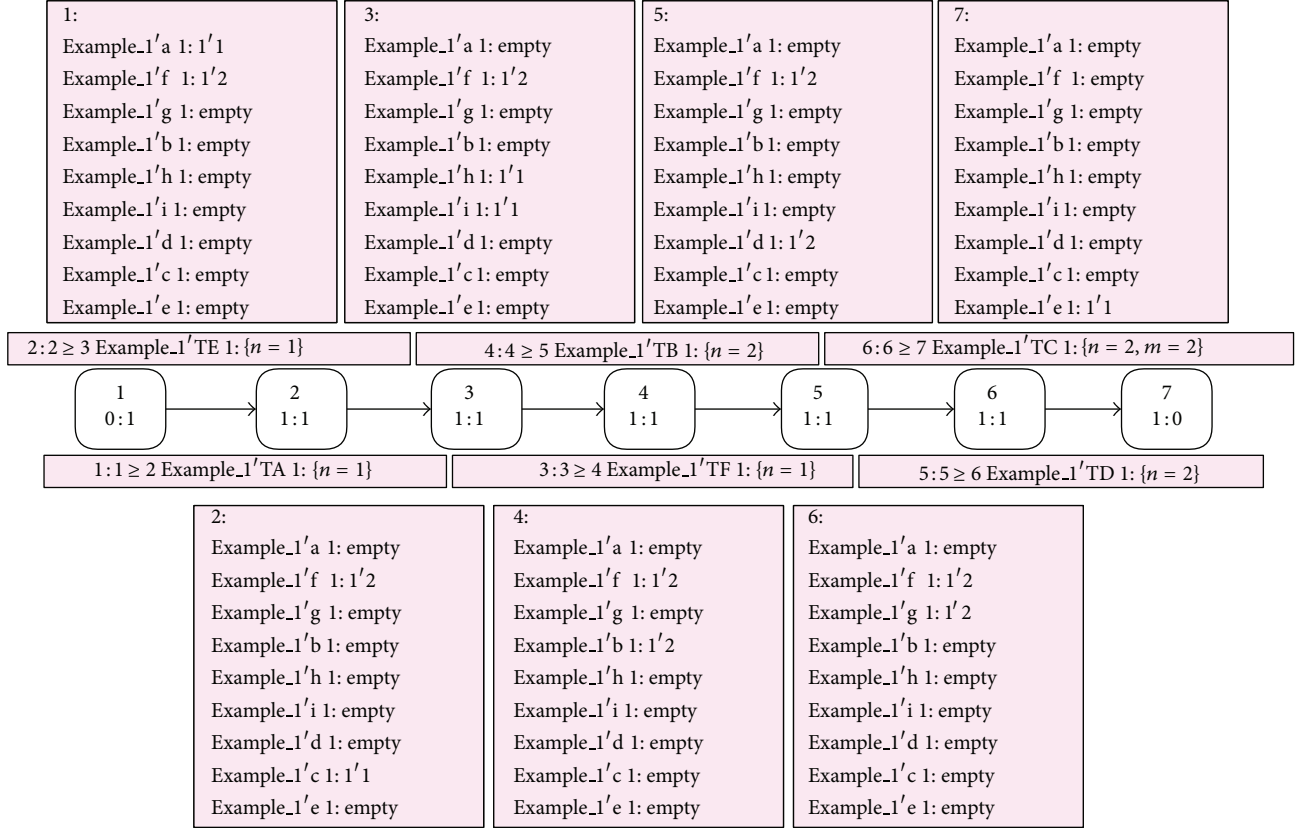 1:
Example_1′a 1: 1′1
Example_1′f 1: 1′2
Example_1′g 1: empty
Example_1′b 1: empty
Example_1′h 1: empty
Example_1′i 1: empty
Example_1′d 1: empty
Example_1′c 1: empty
Example_1′e 1: empty
3:
Example_1′a 1: empty
Example_1′f 1: 1′2
Example_1′g 1: empty
Example_1′b 1: empty
Example_1′h 1: 1′1
Example_1′i 1: 1′1
Example_1′d 1: empty
Example_1′c 1: empty
Example_1′e 1: empty
5:
Example_1′a 1: empty
Example_1′f 1: 1′2
Example_1′g 1: empty
Example_1′b 1: empty
Example_1′h 1: empty
Example_1′i 1: empty
Example_1′d 1: 1′2
Example_1′c 1: empty
Example_1′e 1: empty
7:
Example_1′a 1: empty
Example_1′f 1: empty
Example_1′g 1: empty
Example_1′b 1: empty
Example_1′h 1: empty
Example_1′i 1: empty
Example_1′d 1: empty
Example_1′c 1: empty
Example_1′e 1: 1′1
2:2 ≥ 3 Example_1′TE 1: {n = 1}
4:4 ≥ 5 Example_1′TB 1: {n = 2}
6:6 ≥ 7 Example_1′TC 1: {n = 2, m = 2}
1
0:1
2
1:1
3
1:1
4
1:1
5
1:1
6
1:1
7
1:0
1:1 ≥ 2 Example_1′TA 1: {n = 1}
3:3 ≥ 4 Example_1′TF 1: {n = 1}
5:5 ≥ 6 Example_1′TD 1: {n = 2}
2:
Example_1′a 1: empty
Example_1′f 1: 1′2
Example_1′g 1: empty
Example_1′b 1: empty
Example_1′h 1: empty
Example_1′i 1: empty
Example_1′d 1: empty
Example_1′c 1: 1′1
Example_1′e 1: empty
4:
Example_1′a 1: empty
Example_1′f 1: 1′2
Example_1′g 1: empty
Example_1′b 1: 1′2
Example_1′h 1: empty
Example_1′i 1: empty
Example_1′d 1: empty
Example_1′c 1: empty
Example_1′e 1: empty
6:
Example_1′a 1: empty
Example_1′f 1: 1′2
Example_1′g 1: 1′2
Example_1′b 1: empty
Example_1′h 1: empty
Example_1′i 1: empty
Example_1′d 1: empty
Example_1′c 1: empty
Example_1′e 1: empty